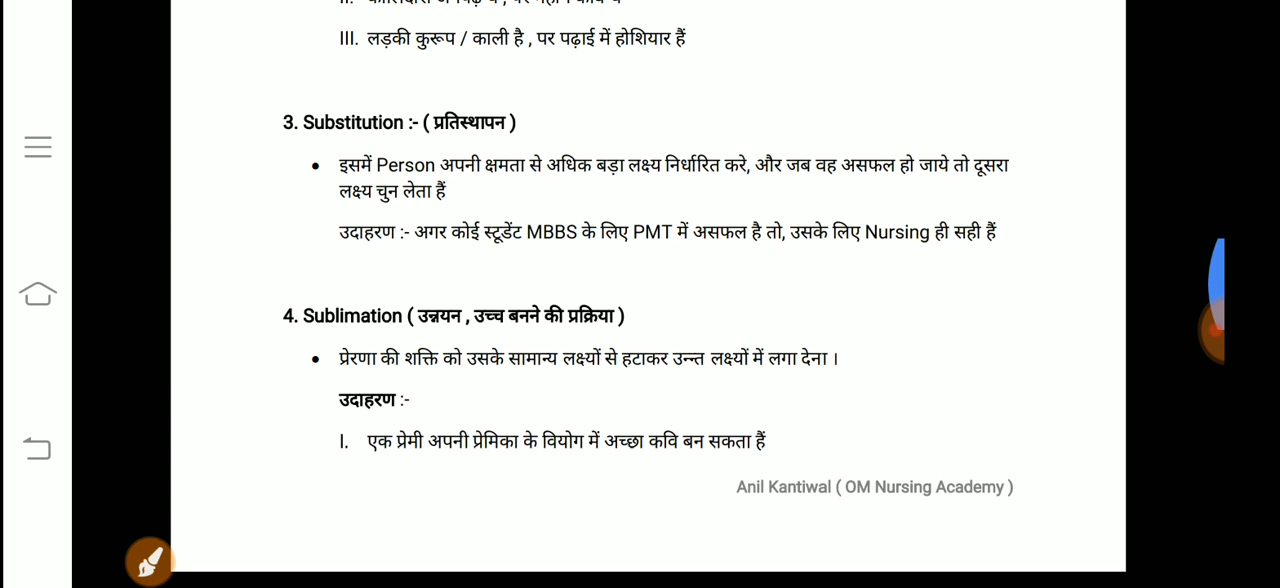 III. लड़की कुरूप / काली है , पर पढ़ाई में होशियार हैं
3. Substitution :- ( प्रतिस्थापन )
• इसमें Person अपनी क्षमता से अधिक बड़ा लक्ष्य निर्धारित करे, और जब वह असफल हो जाये तो दूसरा
लक्ष्य चुन लेता हैं
उदाहरण :- अगर कोई स्टूडेंट MBBS के लिए PMT में असफल है तो, उसके लिए Nursing ही सही हैं
4. Sublimation ( उन्नयन , उच्च बनने की प्रक्रिया )
• प्रेरणा की शक्ति को उसके सामान्य लक्ष्यों से हटाकर उन्न्त लक्ष्यों में लगा देना ।
उदाहरण :-
I. एक प्रेमी अपनी प्रेमिका के वियोग में अच्छा कवि बन सकता हैं
Anil Kantiwal ( OM Nursing Academy )